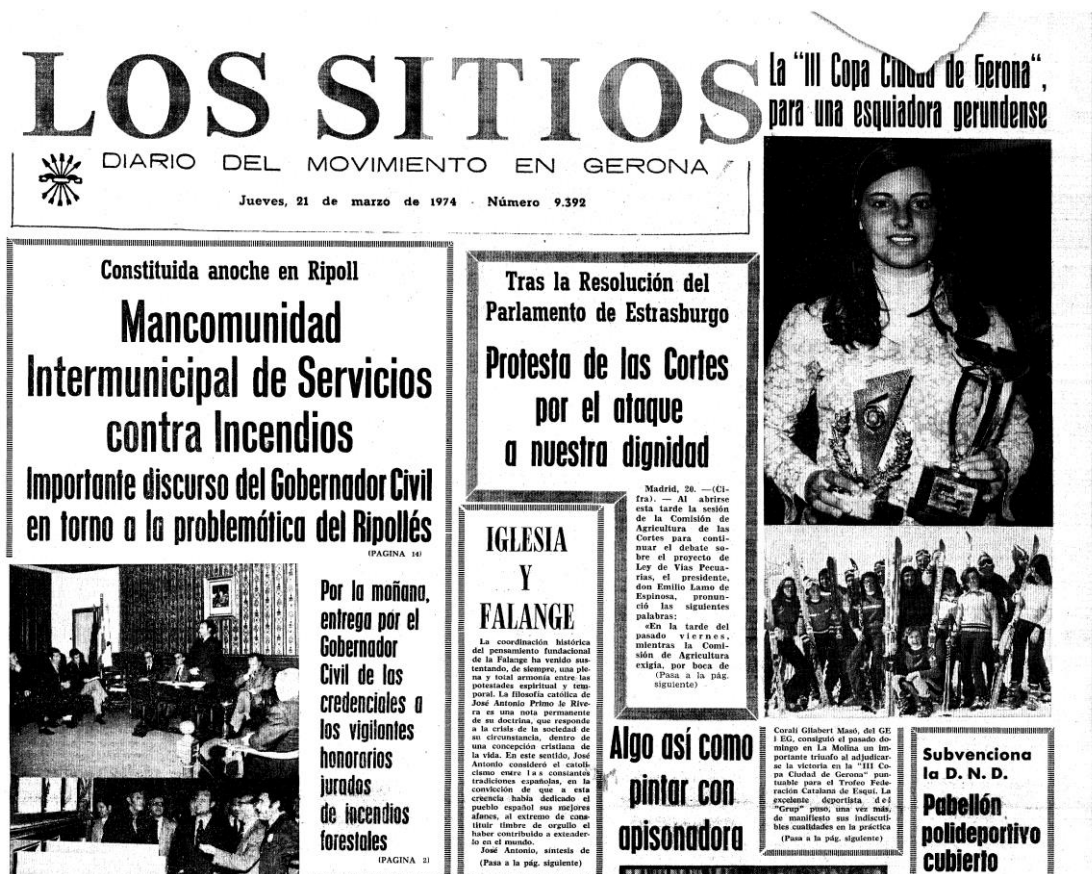 LOS SITIOS
DIARIO DEL MOVIMIENTO EN GERONA
Jueves, 21 de marzo de 1974 - Número 9.392
La "III Copa Ciudad de Gerona",
para una esquiadora gerundense
Constituida anoche en Ripoll
Mancomunidad
Intermunicipal de Servicios
contra Incendios
Importante discurso del Gobernador Civil
en torno a la problemática del Ripollés
(PAGINA 14)
Por la mañana,
entrega por el
Gobernador
Civil de las
credenciales a
los vigilantes
honorarios
jurados
de incendios
forestales
(PAGINA 2)
Tras la Resolución del
Parlamento de Estrasburgo
Protesta de las Cortes
por el ataque
a nuestra dignidad
Madrid, 20. —(Ci-
fra). — Al abrirse
esta tarde la sesión
de la Comisión de
Agricultura de las
Cortes para conti-
nuar el debate so-
bre el proyecto de
Ley de Vías Pecua-
rias, el presidente,
don Emilio Lamo de
Espinosa, pronun-
ció las siguientes
palabras:
«En la tarde del
pasado viernes,
mientras la Comi-
sión de Agricultura
exigía, por boca de
(Pasa a la pág.
siguiente)
IGLESIA
Y
FALANGE
La coordinación histórica
del pensamiento fundacional
de la Falange ha venido sus-
tentando, de siempre, una ple-
na y total armonía entre las
potestades espiritual y tem-
poral. La filosofía católica de
José Antonio Primo de Rive-
ra es una nota permanente
de su doctrina, que responde
a la crisis de la sociedad de
su circunstancia, dentro de
una concepción cristiana de
la vida. En este sentido, José
Antonio consideró el catoli-
cismo entre las constantes
tradiciones españolas, en la
convicción de que a esta
creencia había dedicado el
pueblo español sus mejores
afanes, al extremo de cons-
tituir timbre de orgullo el
haber contribuido a extender-
lo en el mundo.
José Antonio, síntesis de
(Pasa a la pág. siguiente)
Algo así como
pintar con
apisonadora
Corali Gilabert Masó, del GE
i EG, consiguió el pasado do-
mingo en La Molina un im-
portante triunfo al adjudicar-
se la victoria en la "III Co-
pa Ciudad de Gerona" pun-
tuable para el Trofeo Fede-
ración Catalana de Esquí. La
excelente deportista del
"Grup" puso, una vez más,
de manifiesto sus indiscuti-
bles cualidades en la práctica
(Pasa a la pág. siguiente)
Subvenciona
la D. N. D.
Pabellón
polideportivo
cubierto